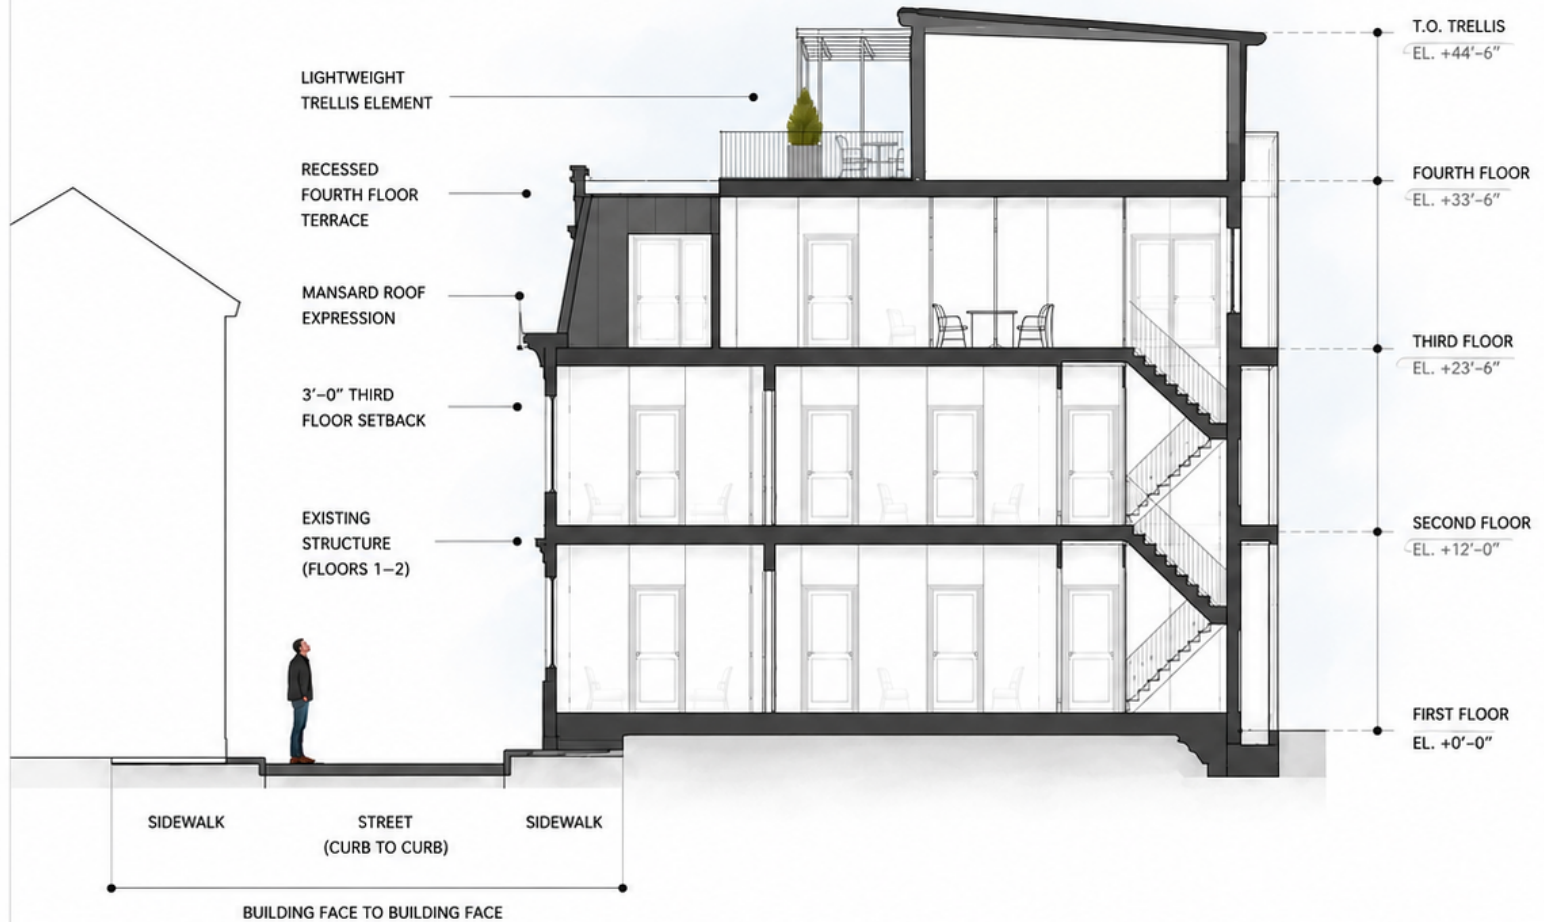 LIGHTWEIGHT
TRELLIS ELEMENT
RECESSED
FOURTH FLOOR
TERRACE
MANSARD ROOF
EXPRESSION
3’–0” THIRD
FLOOR SETBACK
EXISTING
STRUCTURE
(FLOORS 1–2)
T.O. TRELLIS
EL. +44’-6”
FOURTH FLOOR
EL. +33’-6”
THIRD FLOOR
EL. +23’-6”
SECOND FLOOR
EL. +12’-0”
FIRST FLOOR
EL. +0’-0”
SIDEWALK
STREET
(CURB TO CURB)
SIDEWALK
BUILDING FACE TO BUILDING FACE